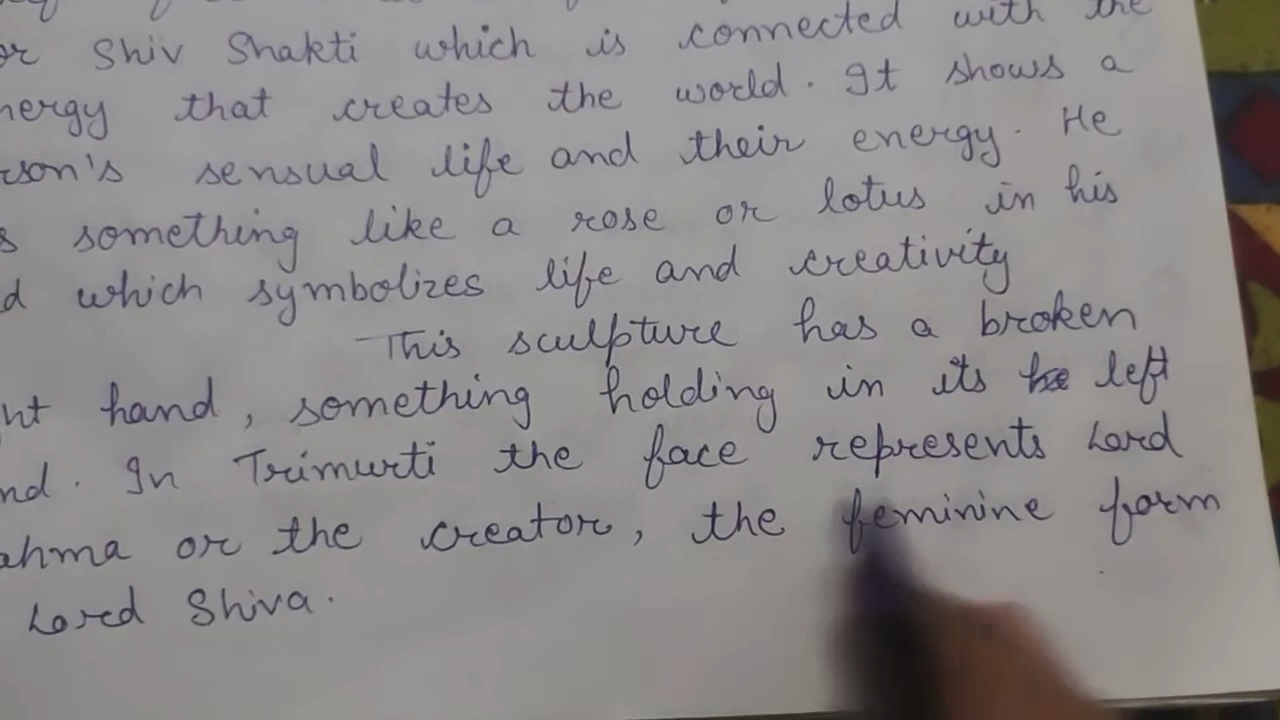 or Shiv Shakti which is connected with the
nergy that creates the world. It shows a
rson's sensual life and their energy. He
s something like a rose or lotus in his
d which symbolizes life and creativity
This sculpture has a broken
ht hand, something holding in its left
nd. In Trimurti the face represents Lord
ahma or the creator, the feminine form
Lord Shiva.